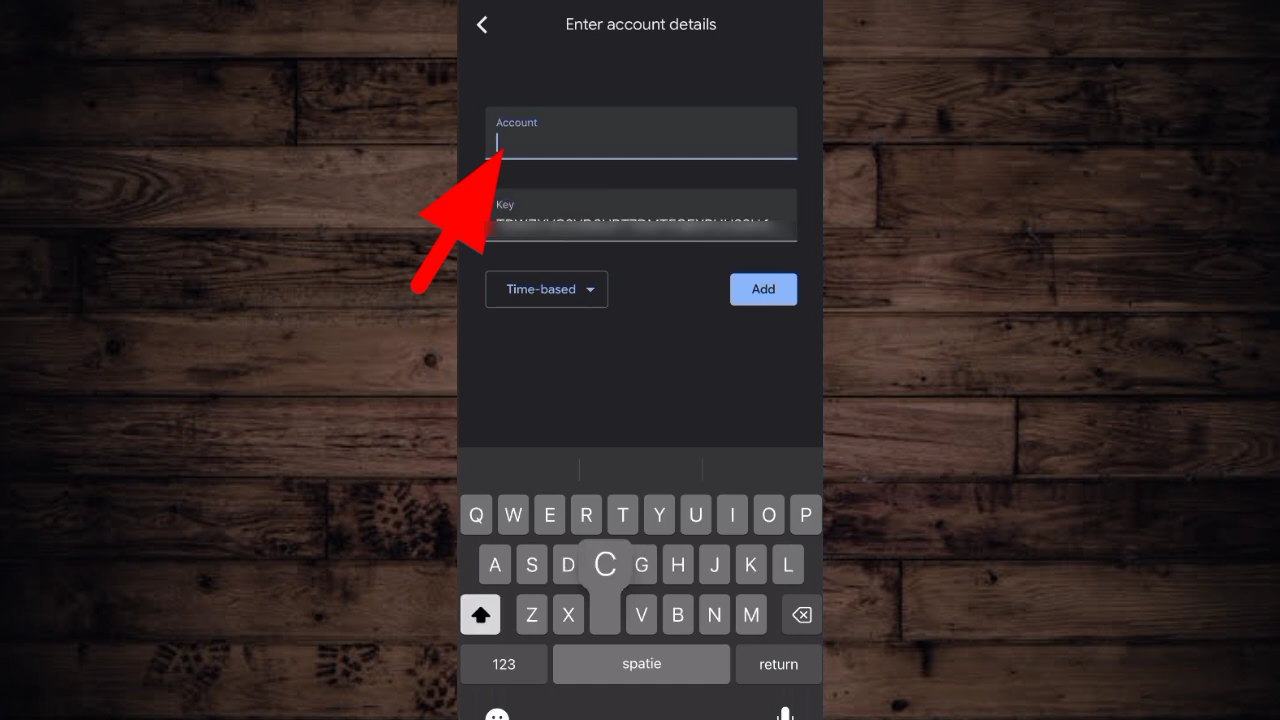 Enter account details
Account
Key
Time-based
Add
Q W E R T Y U I O P
A S D C G H J K L
Z X V B N M
123 spatie return